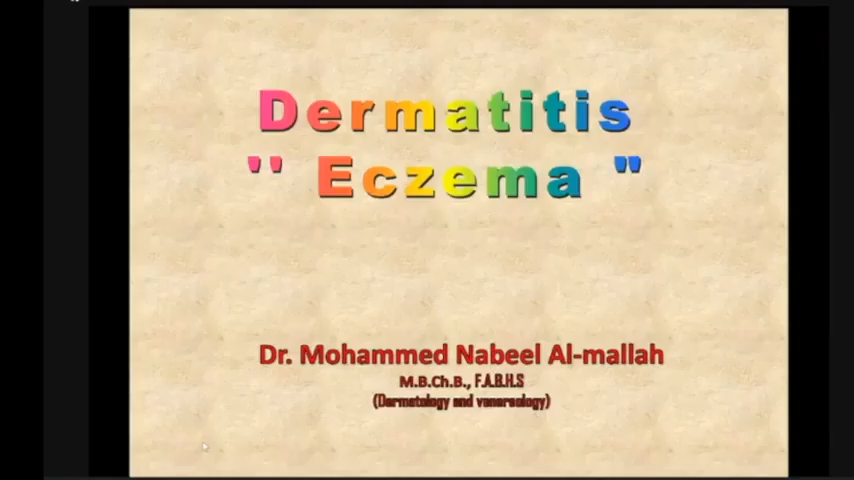 Dermatitis
'' Eczema "
Dr. Mohammed Nabeel Al-mallah
M.B.Ch.B., F.A.B.H.S
(Dermatology and venereology)